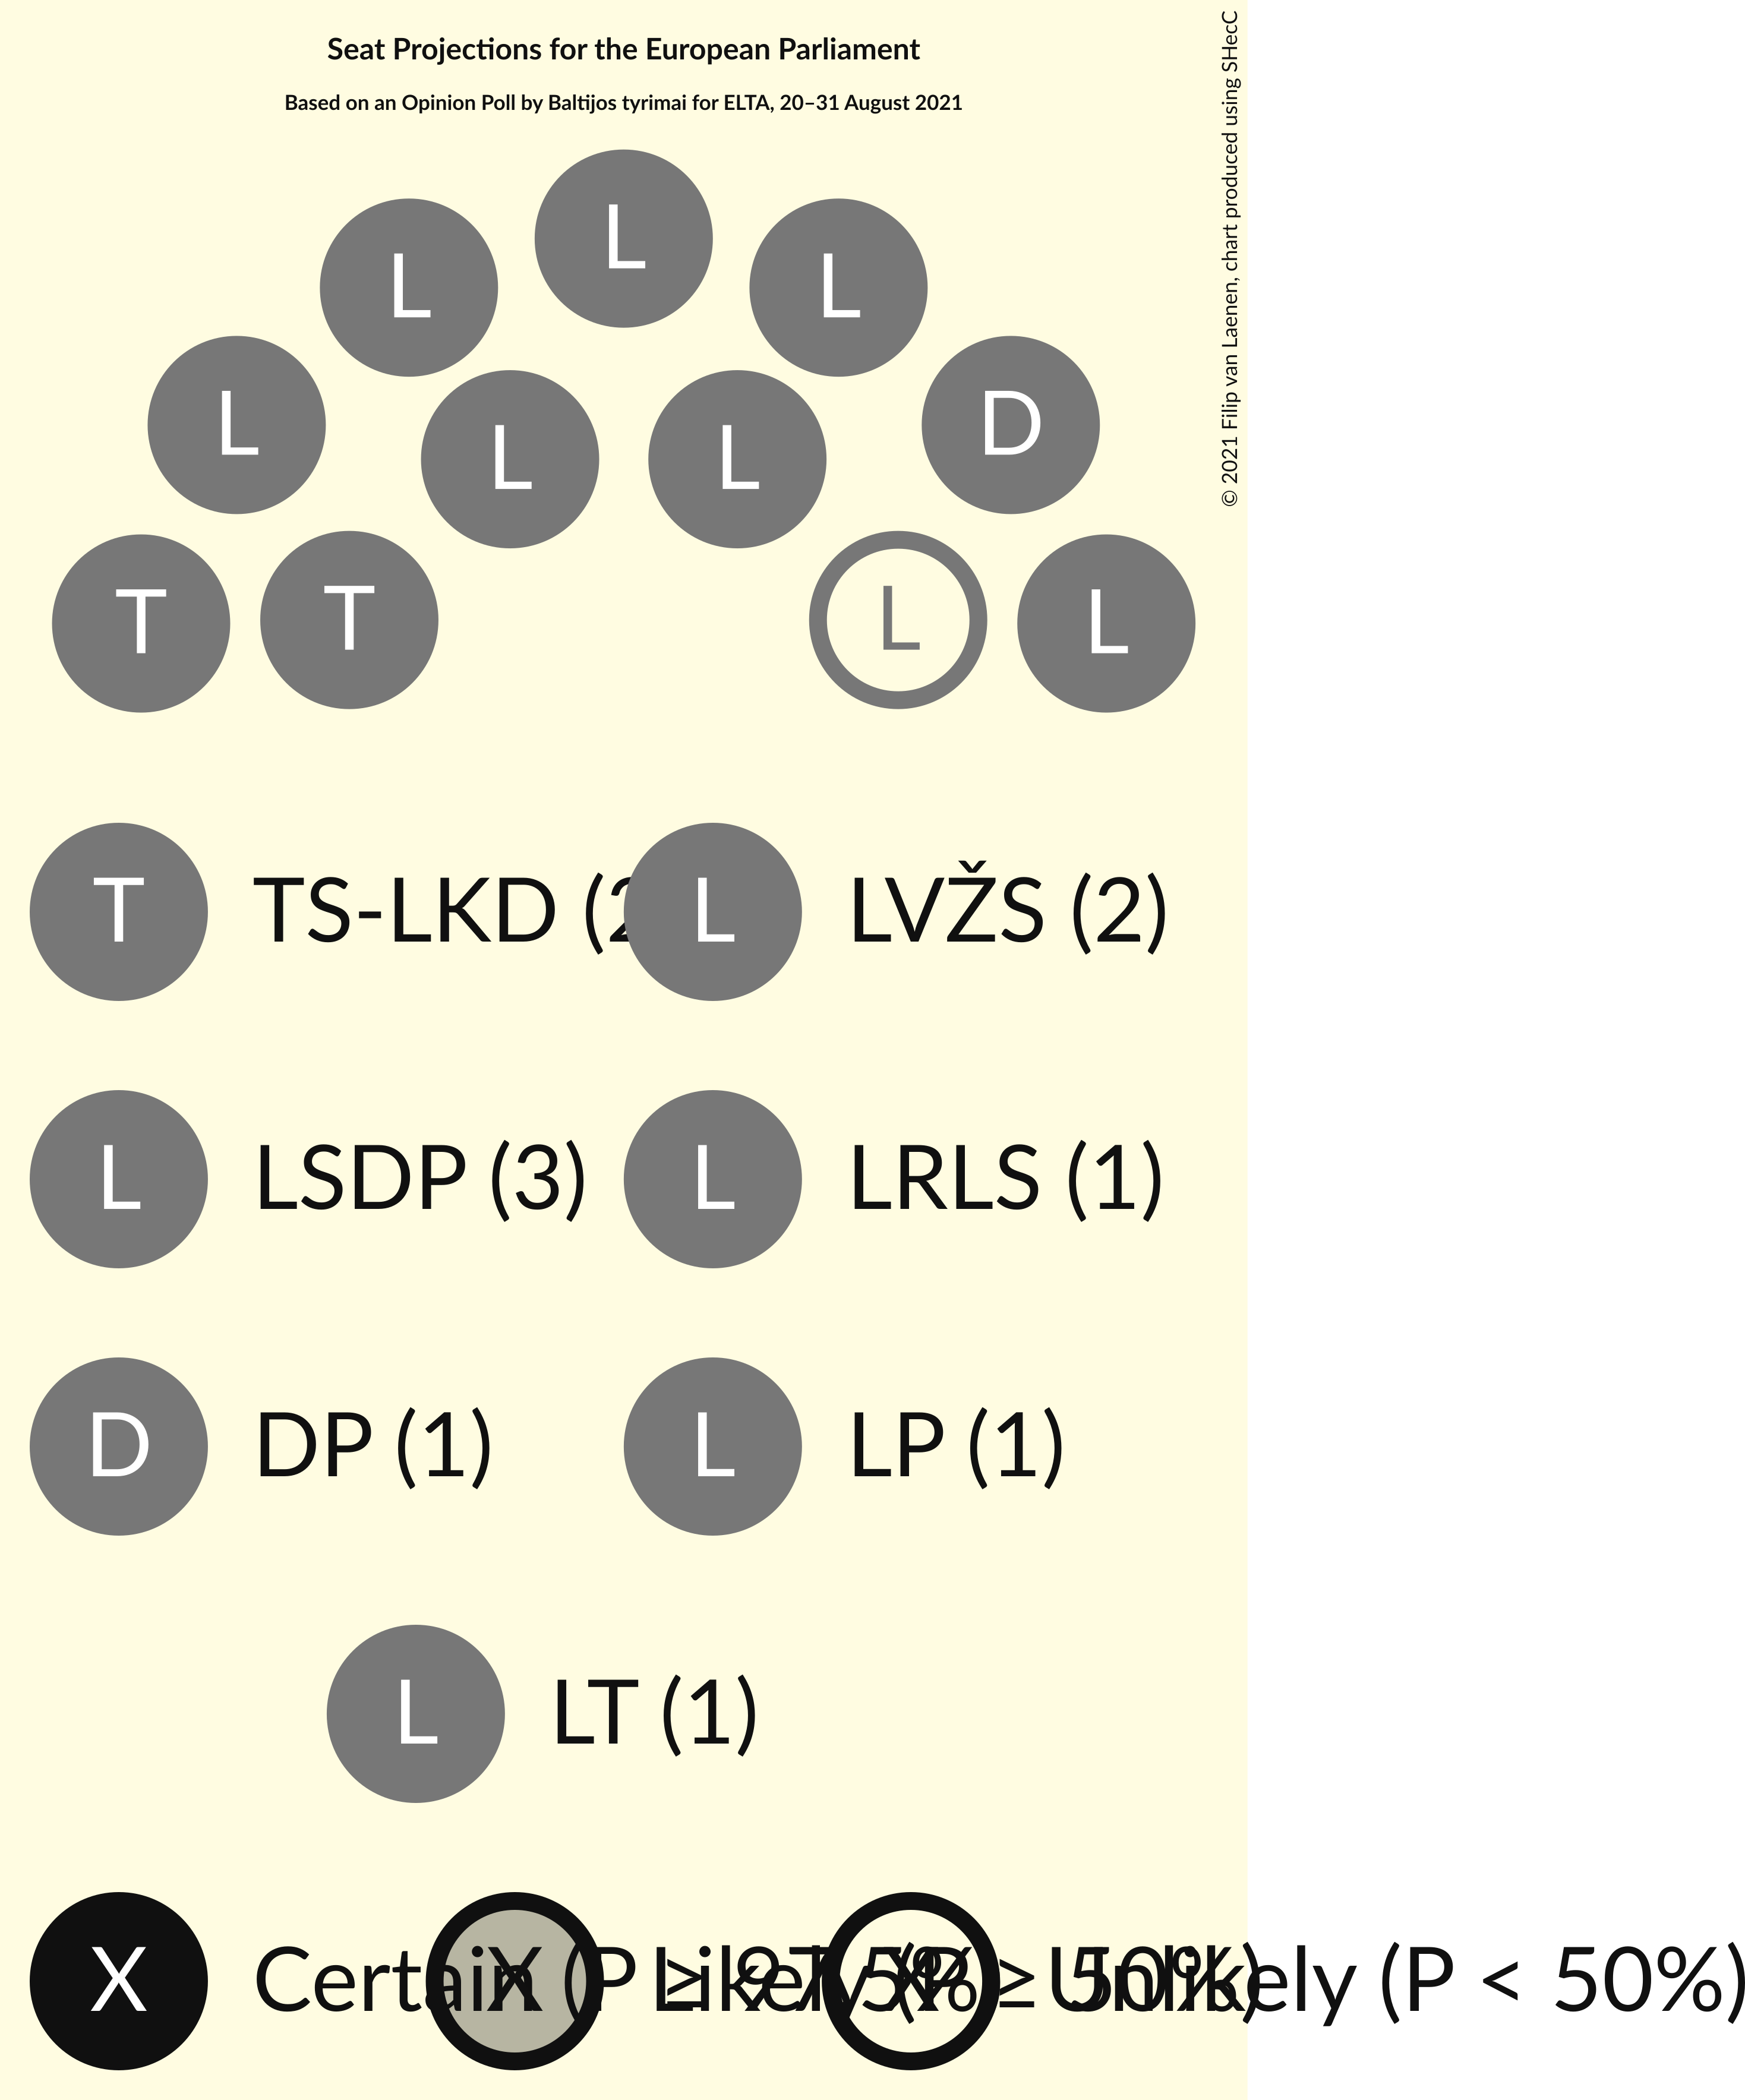 Seat Projections for the European Parliament
Based on an Opinion Poll by Baltijos tyrimai for ELTA, 20–31 August 2021
© 2021 Filip van Laenen, chart produced using SHecC
L
L L
L D
L L
T T L L
T TS-LKD (2 L LVŽS (2)
L LSDP (3) L LRLS (1)
D DP (1) L LP (1)
L LT (1)
X Certain (P ≥ 97.5%) X Likely (P ≥ 50%) X Unlikely (P < 50%)